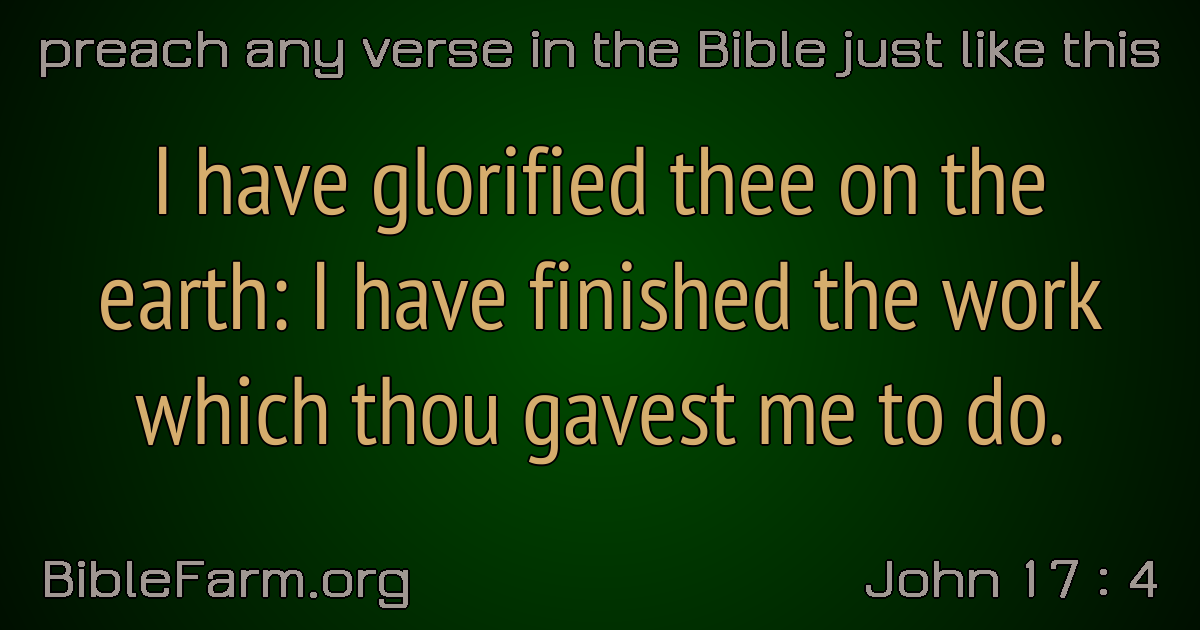 preach any verse in the Bible just like this
I have glorified thee on the
earth: I have finished the work
which thou gavest me to do.
BibleFarm.org
John 17 : 4